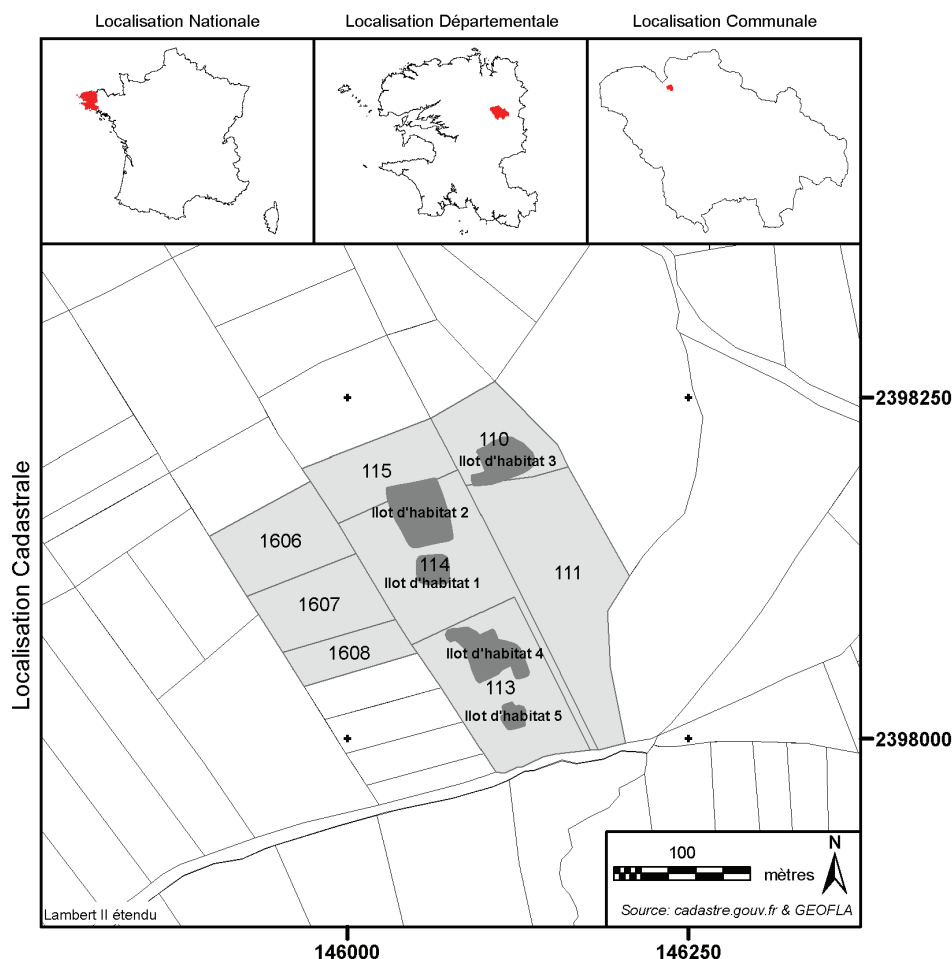 Localisation Nationale
Localisation Départementale
Localisation Communale
Localisation Cadastrale
2398250
110
Ilot d'habitat 3
115
Ilot d'habitat 2
1606
114
Ilot d'habitat 1
111
1607
1608
Ilot d'habitat 4
113
Ilot d'habitat 5
2398000
100
mètres
N
Source: cadastre.gouv.fr & GEOFLA
Lambert II étendu
146000
146250